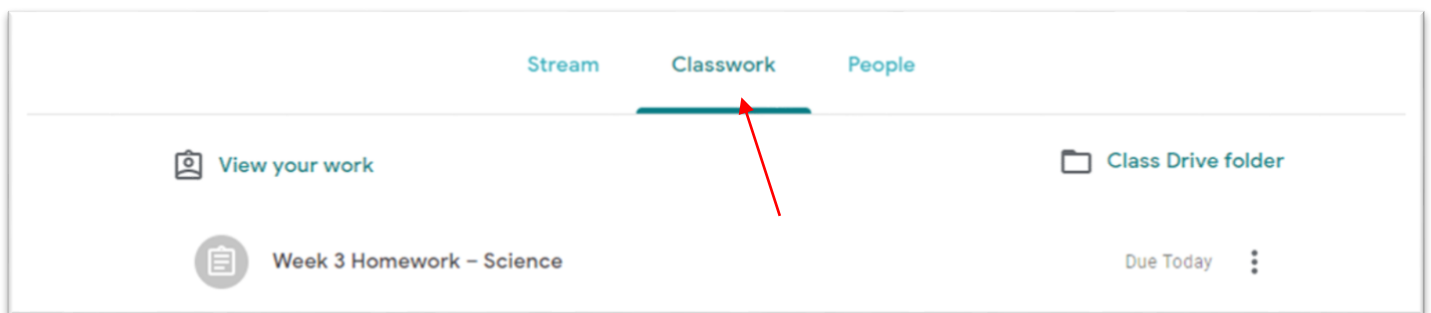 Stream Classwork People
View your work Class Drive folder
Week 3 Homework – Science Due Today